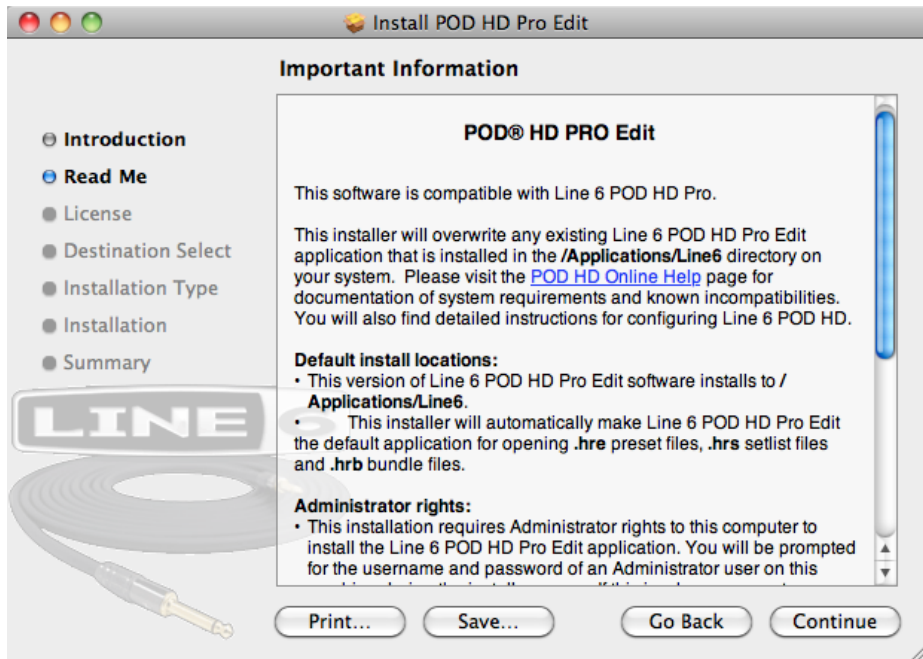 Install POD HD Pro Edit
Important Information
Introduction
Read Me
License
Destination Select
Installation Type
Installation
Summary
LINE 6
POD® HD PRO Edit
This software is compatible with Line 6 POD HD Pro.
This installer will overwrite any existing Line 6 POD HD Pro Edit
application that is installed in the /Applications/Line6 directory on
your system.  Please visit the POD HD Online Help page for
documentation of system requirements and known incompatibilities.
You will also find detailed instructions for configuring Line 6 POD HD.
Default install locations:
• This version of Line 6 POD HD Pro Edit software installs to /
Applications/Line6.
• This installer will automatically make Line 6 POD HD Pro Edit
the default application for opening .hre preset files, .hrs setlist files
and .hrb bundle files.
Administrator rights:
• This installation requires Administrator rights to this computer to
install the Line 6 POD HD Pro Edit application. You will be prompted
for the username and password of an Administrator user on this
Print...
Save...
Go Back
Continue